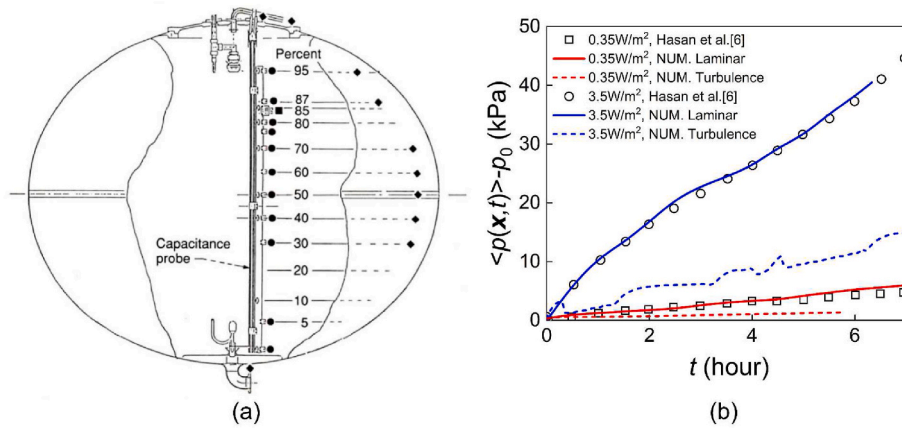 Percent
95
87
85
80
70
60
50
40
30
20
10
5
Capacitance
probe
(a)
<p(x,t)>-p0 (kPa)
50
40
30
20
10
0
0.35W/m², Hasan et al.[6]
0.35W/m², NUM. Laminar
0.35W/m², NUM. Turbulence
3.5W/m², Hasan et al.[6]
3.5W/m², NUM. Laminar
3.5W/m², NUM. Turbulence
0 2 4 6
t (hour)
(b)